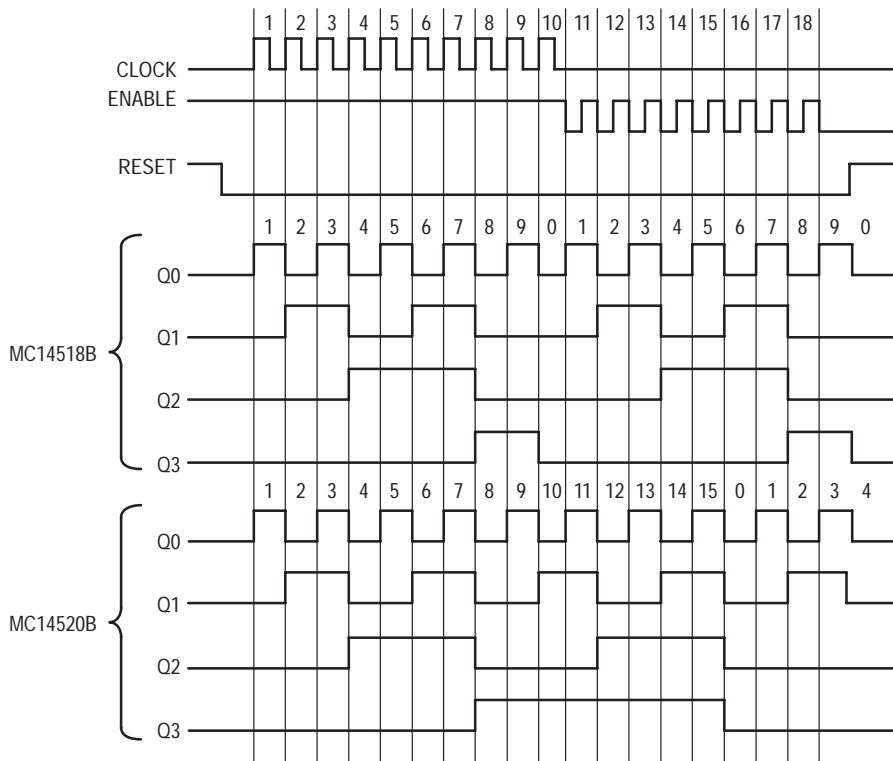 1 2 3 4 5 6 7 8 9 10 11 12 13 14 15 16 17 18
CLOCK
ENABLE
RESET
1 2 3 4 5 6 7 8 9 0 1 2 3 4 5 6 7 8 9 0
Q0
Q1
MC14518B
Q2
Q3
1 2 3 4 5 6 7 8 9 10 11 12 13 14 15 0 1 2 3 4
Q0
Q1
MC14520B
Q2
Q3